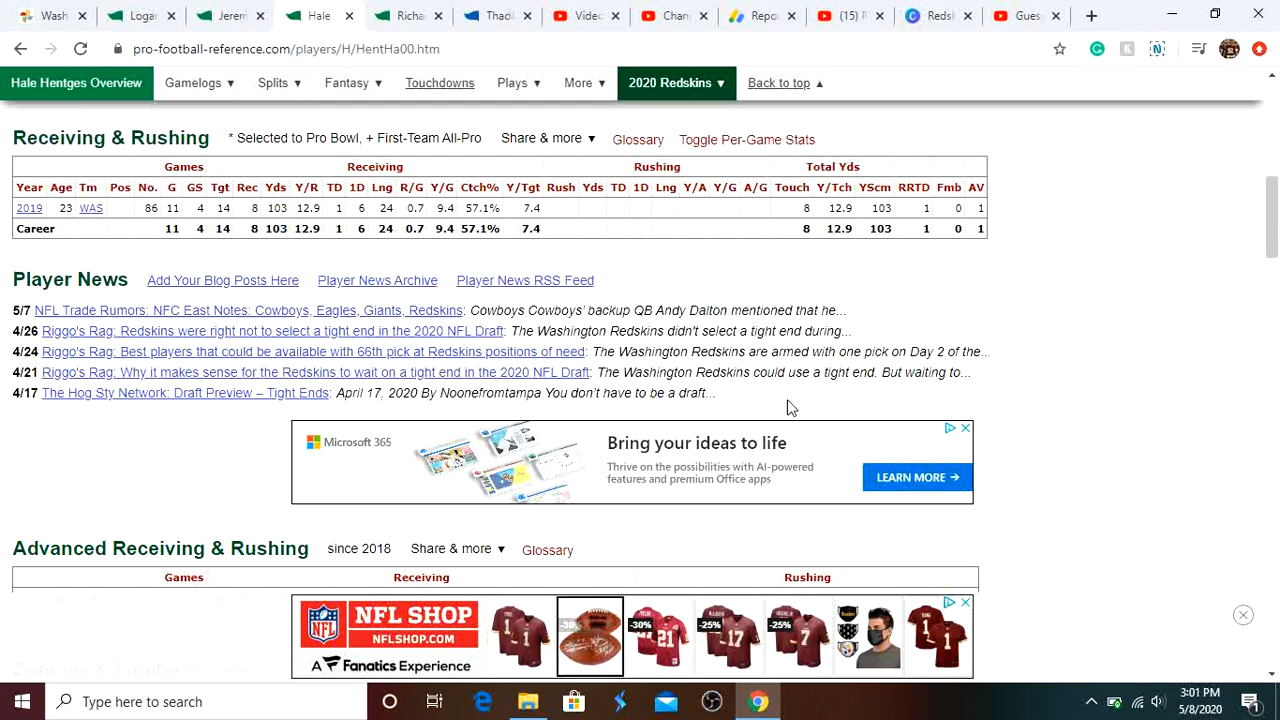 Wash
Logan
Jerem
Hale
Richa
Thadd
Video
Chan
Repo
(15) R
Redsk
Gues
pro-football-reference.com/players/H/HentHa00.htm
Hale Hentges Overview Gamelogs ▼ Splits ▼ Fantasy ▼ Touchdowns Plays ▼ More ▼ 2020 Redskins ▼ Back to top ▲
Receiving & Rushing * Selected to Pro Bowl, + First-Team All-Pro Share & more ▼ Glossary Toggle Per-Game Stats
Games Receiving Rushing Total Yds
Year Age Tm Pos No. G GS Tgt Rec Yds Y/R TD 1D Lng R/G Y/G Ctch% Y/Tgt Rush Yds TD 1D Lng Y/A Y/G A/G Touch Y/Tch YScm RRTD Fmb AV
2019 23 WAS 86 11 4 14 8 103 12.9 1 6 24 0.7 9.4 57.1% 7.4 8 12.9 103 1 0 1
Career 11 4 14 8 103 12.9 1 6 24 0.7 9.4 57.1% 7.4 8 12.9 103 1 0 1
Player News Add Your Blog Posts Here Player News Archive Player News RSS Feed
5/7 NFL Trade Rumors: NFC East Notes: Cowboys, Eagles, Giants, Redskins: Cowboys Cowboys' backup QB Andy Dalton mentioned that he...
4/26 Riggo's Rag: Redskins were right not to select a tight end in the 2020 NFL Draft: The Washington Redskins didn't select a tight end during...
4/24 Riggo's Rag: Best players that could be available with 66th pick at Redskins positions of need: The Washington Redskins are armed with one pick on Day 2 of the...
4/21 Riggo's Rag: Why it makes sense for the Redskins to wait on a tight end in the 2020 NFL Draft: The Washington Redskins could use a tight end. But waiting to...
4/17 The Hog Sty Network: Draft Preview – Tight Ends: April 17, 2020 By Noonefromtampa You don't have to be a draft...
Microsoft 365
Bring your ideas to life
Thrive on the possibilities with AI-powered
features and premium Office apps
LEARN MORE →
Advanced Receiving & Rushing since 2018 Share & more ▼ Glossary
Games Receiving Rushing
NFL SHOP
NFLSHOP.COM
A Fanatics Experience
-30% -30% -25% -25%
Type here to search
3:01 PM
5/8/2020